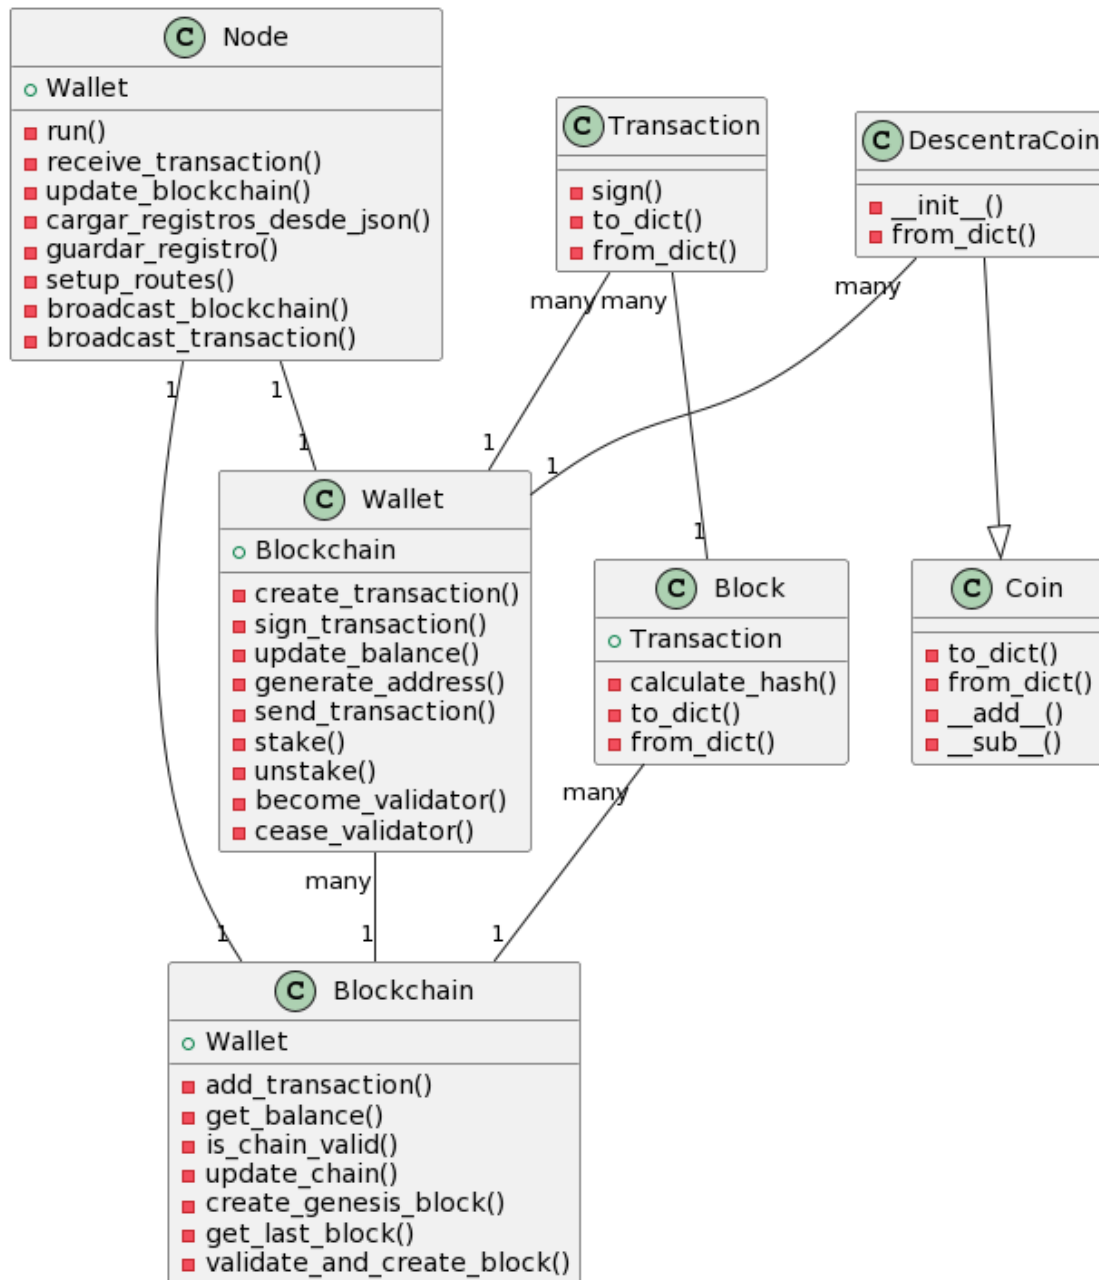 C Node
Wallet
run()
receive_transaction()
update_blockchain()
cargar_registros_desde_json()
guardar_registro()
setup_routes()
broadcast_blockchain()
broadcast_transaction()
C Transaction
sign()
to_dict()
from_dict()
C DescentraCoin
__init__()
from_dict()
many
many
many
1
1
1
1
1
1
C Wallet
Blockchain
create_transaction()
sign_transaction()
update_balance()
generate_address()
send_transaction()
stake()
unstake()
become_validator()
cease_validator()
C Block
Transaction
calculate_hash()
to_dict()
from_dict()
C Coin
to_dict()
from_dict()
__add__()
__sub__()
many
many
1
1
1
C Blockchain
Wallet
add_transaction()
get_balance()
is_chain_valid()
update_chain()
create_genesis_block()
get_last_block()
validate_and_create_block()